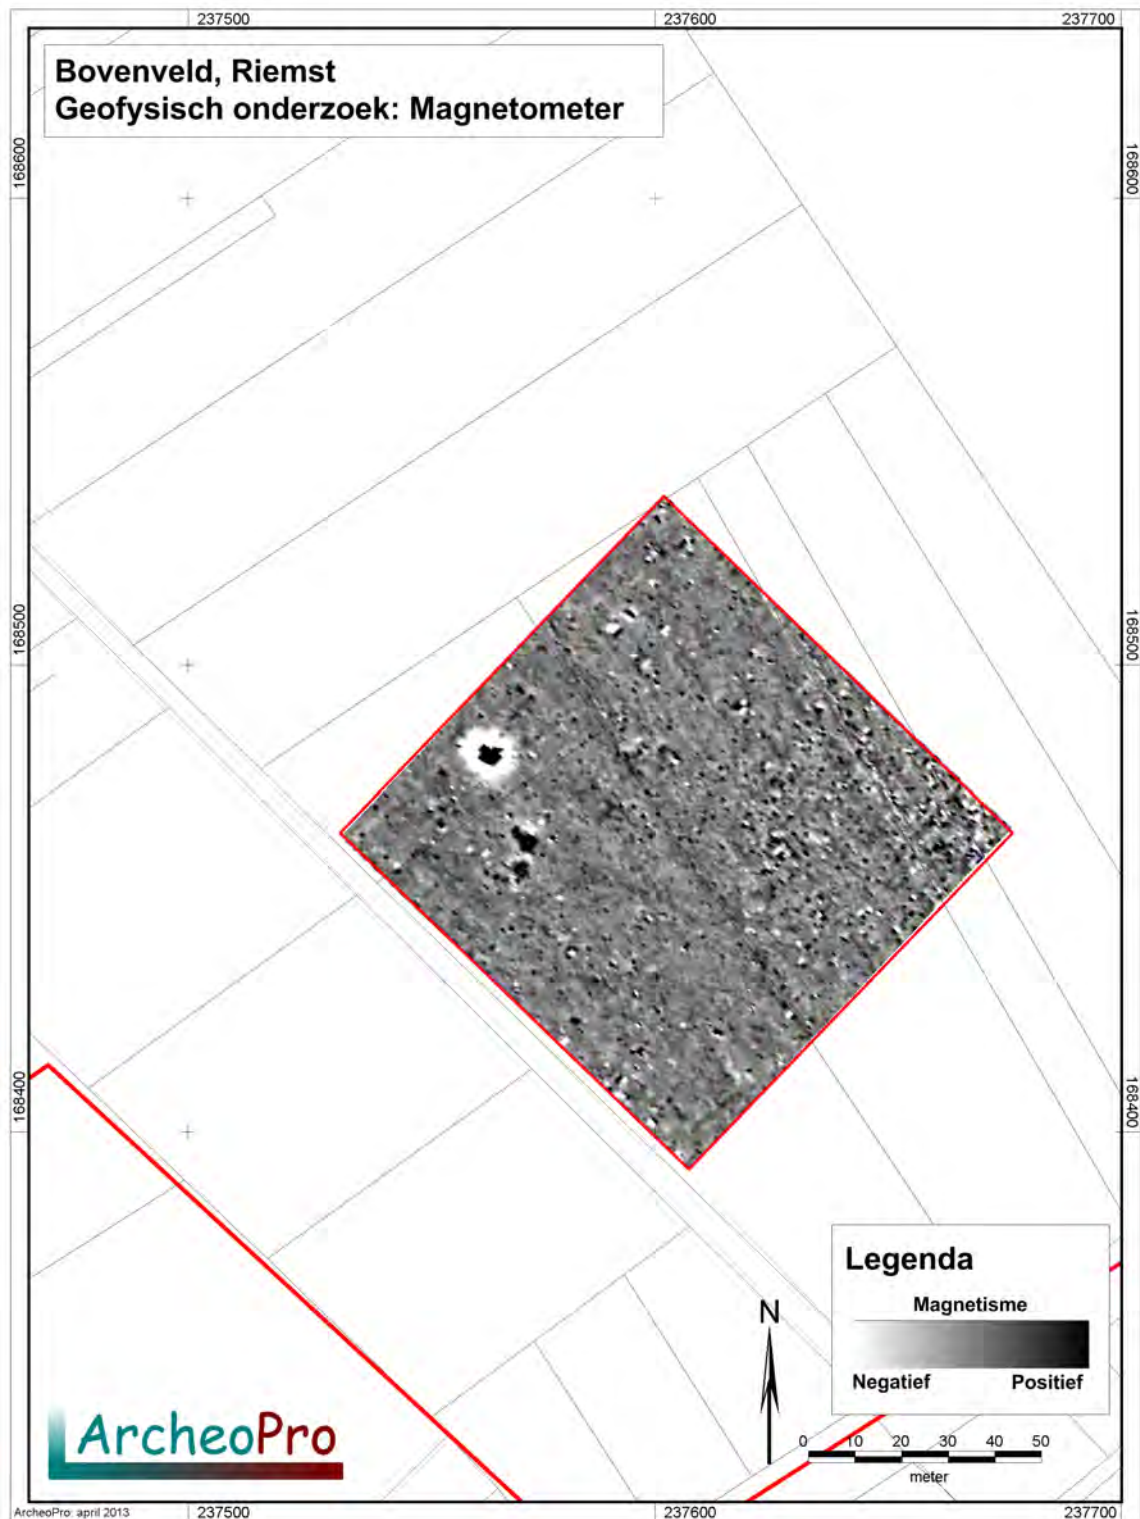 237500
237600
237700
Bovenveld, Riemst
Geofysisch onderzoek: Magnetometer
168600
168600
168500
168500
168400
168400
Legenda
Magnetisme
Negatief Positief
N
0 10 20 30 40 50
meter
ArcheoPro
ArcheoPro: april 2013
237500
237600
237700